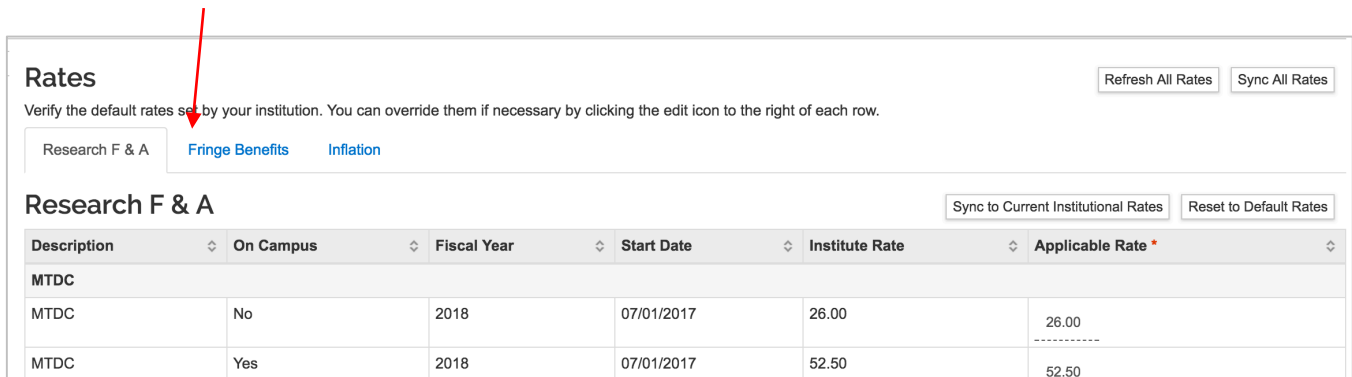 Rates
Refresh All Rates Sync All Rates
Verify the default rates set by your institution. You can override them if necessary by clicking the edit icon to the right of each row.
Research F & A Fringe Benefits Inflation
Research F & A
Sync to Current Institutional Rates Reset to Default Rates
Description On Campus Fiscal Year Start Date Institute Rate Applicable Rate *
MTDC
MTDC No 2018 07/01/2017 26.00 26.00
MTDC Yes 2018 07/01/2017 52.50 52.50